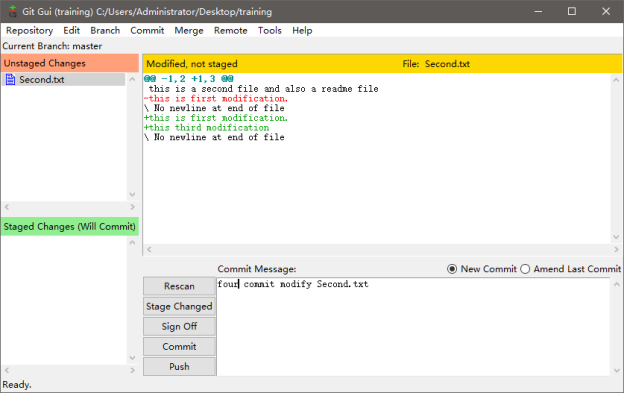 Git Gui (training) C:/Users/Administrator/Desktop/training
Repository Edit Branch Commit Merge Remote Tools Help
Current Branch: master
Unstaged Changes
Second.txt
Modified, not staged File: Second.txt
@@ -1,2 +1,3 @@
this is a second file and also a readme file
-this is first modification.
\ No newline at end of file
+this is first modification.
+this third modification
\ No newline at end of file
Staged Changes (Will Commit)
Commit Message: New Commit Amend Last Commit
Rescan
Stage Changed
Sign Off
Commit
Push
four commit modify Second.txt
Ready.